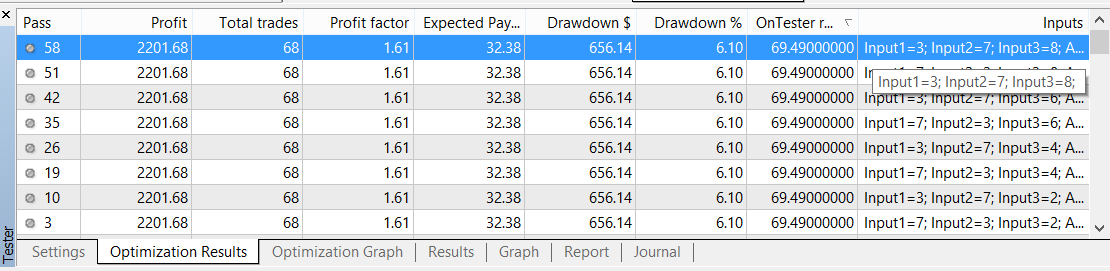 Pass Profit Total trades Profit factor Expected Pay... Drawdown $ Drawdown % OnTester r... Inputs
58 2201.68 68 1.61 32.38 656.14 6.10 69.49000000 Input1=3; Input2=7; Input3=8; A...
51 2201.68 68 1.61 32.38 656.14 6.10 69.49000000
Input1=3; Input2=7; Input3=8;
42 2201.68 68 1.61 32.38 656.14 6.10 69.49000000 Input1=3; Input2=7; Input3=6; A...
35 2201.68 68 1.61 32.38 656.14 6.10 69.49000000 Input1=7; Input2=3; Input3=6; A...
26 2201.68 68 1.61 32.38 656.14 6.10 69.49000000 Input1=3; Input2=7; Input3=4; A...
19 2201.68 68 1.61 32.38 656.14 6.10 69.49000000 Input1=7; Input2=3; Input3=4; A...
10 2201.68 68 1.61 32.38 656.14 6.10 69.49000000 Input1=3; Input2=7; Input3=2; A...
3 2201.68 68 1.61 32.38 656.14 6.10 69.49000000 Input1=7; Input2=3; Input3=2; A...
Settings Optimization Results Optimization Graph Results Graph Report Journal
Tester